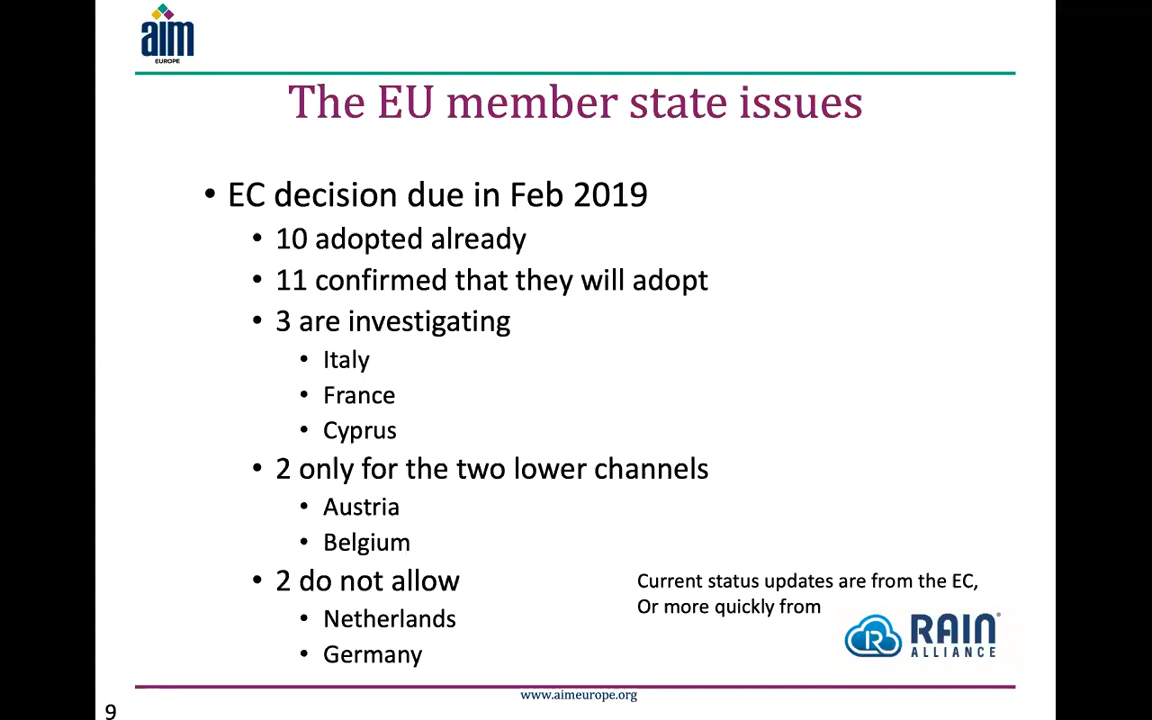 aim
EUROPE
The EU member state issues
• EC decision due in Feb 2019
• 10 adopted already
• 11 confirmed that they will adopt
• 3 are investigating
• Italy
• France
• Cyprus
• 2 only for the two lower channels
• Austria
• Belgium
• 2 do not allow
• Netherlands
• Germany
Current status updates are from the EC,
Or more quickly from
R RAIN®
ALLIANCE
www.aimeurope.org
9